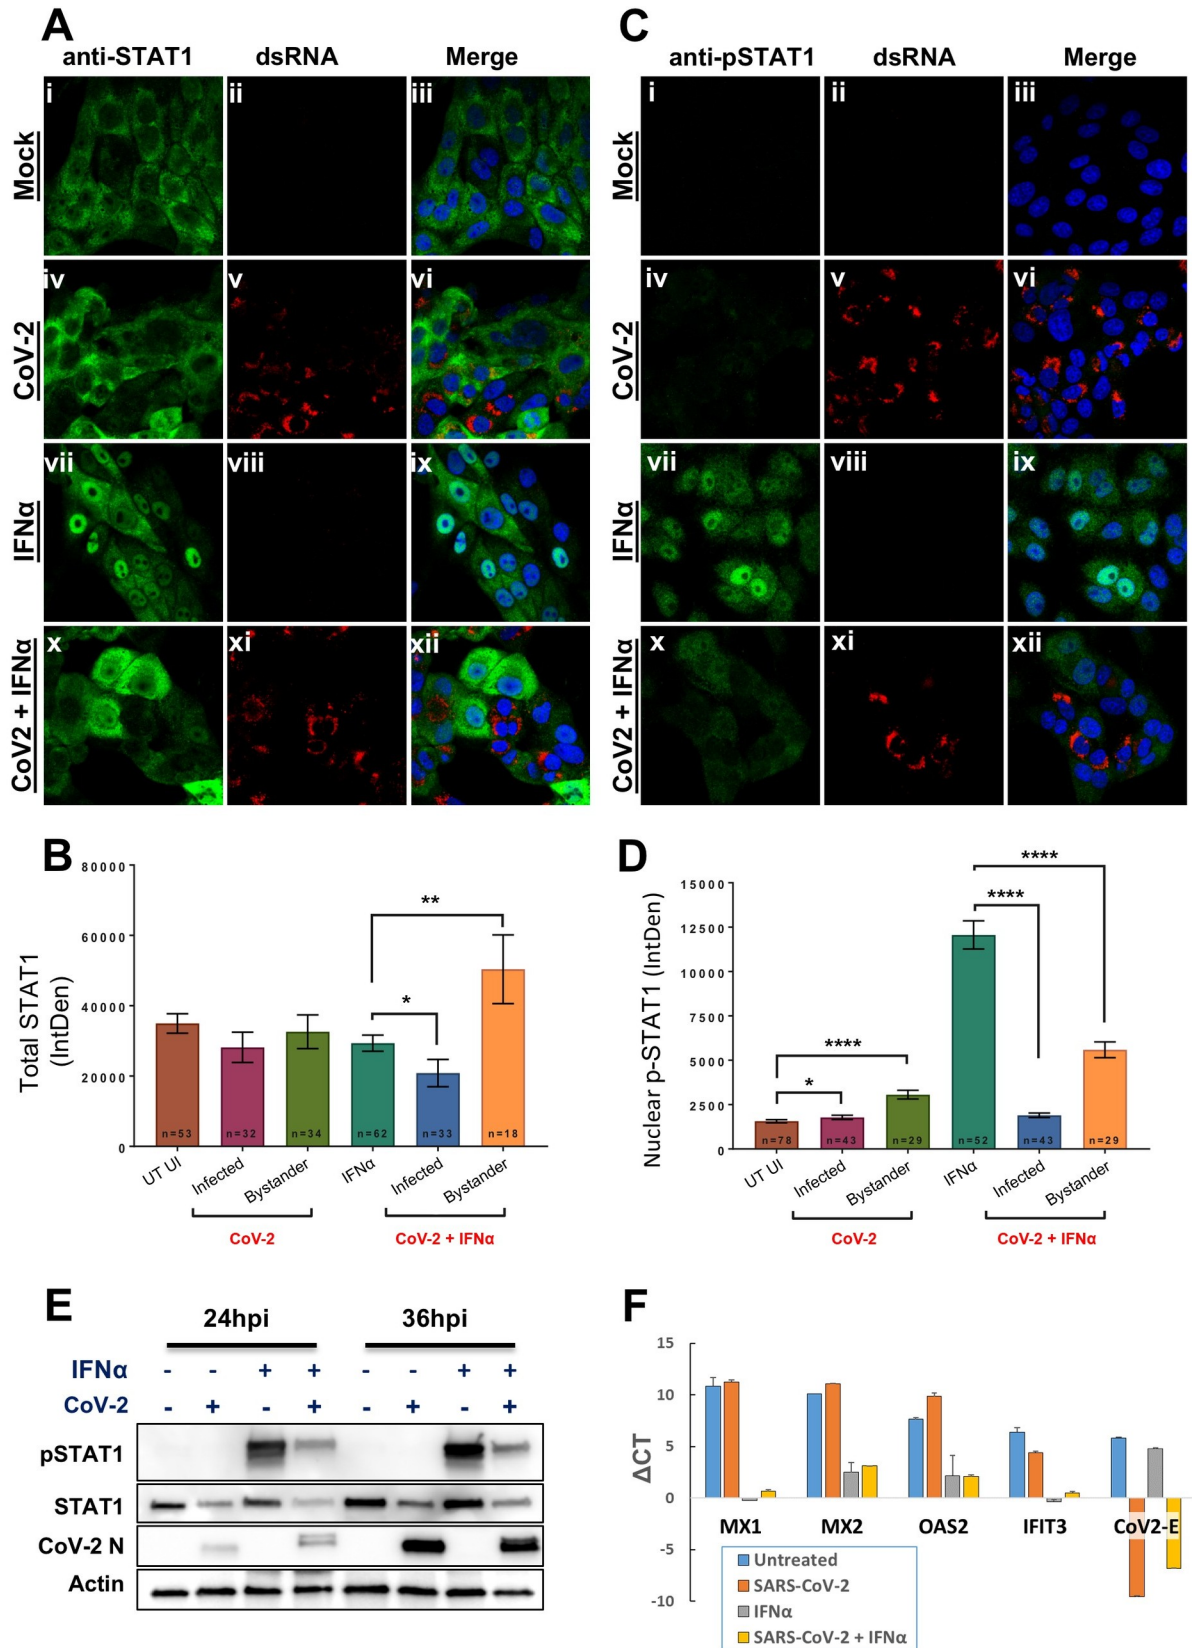 A
anti-STAT1 dsRNA Merge
Mock
i ii iii
CoV-2
iv v vi
IFNα
vii viii ix
CoV2 + IFNα
x xi xii
C
anti-pSTAT1 dsRNA Merge
Mock
i ii iii
CoV-2
iv v vi
IFNα
vii viii ix
CoV2 + IFNα
x xi xii
B
Total STAT1
(IntDen)
80000
60000
40000
20000
0
**
*
n=53 n=32 n=34 n=62 n=33 n=18
UT UI Infected Bystander IFNα Infected Bystander
CoV-2 CoV-2 + IFNα
D
Nuclear p-STAT1 (IntDen)
15000
12500
10000
7500
5000
2500
0
****
****
****
*
n=78 n=43 n=29 n=52 n=43 n=29
UT UI Infected Bystander IFNα Infected Bystander
CoV-2 CoV-2 + IFNα
E
24hpi 36hpi
IFNα - - + + - - + +
CoV-2 - + - + - + - +
pSTAT1
STAT1
CoV-2 N
Actin
F
ΔCT
15
10
5
0
-5
-10
MX1 MX2 OAS2 IFIT3 CoV2-E
Untreated
SARS-CoV-2
IFNα
SARS-CoV-2 + IFNα